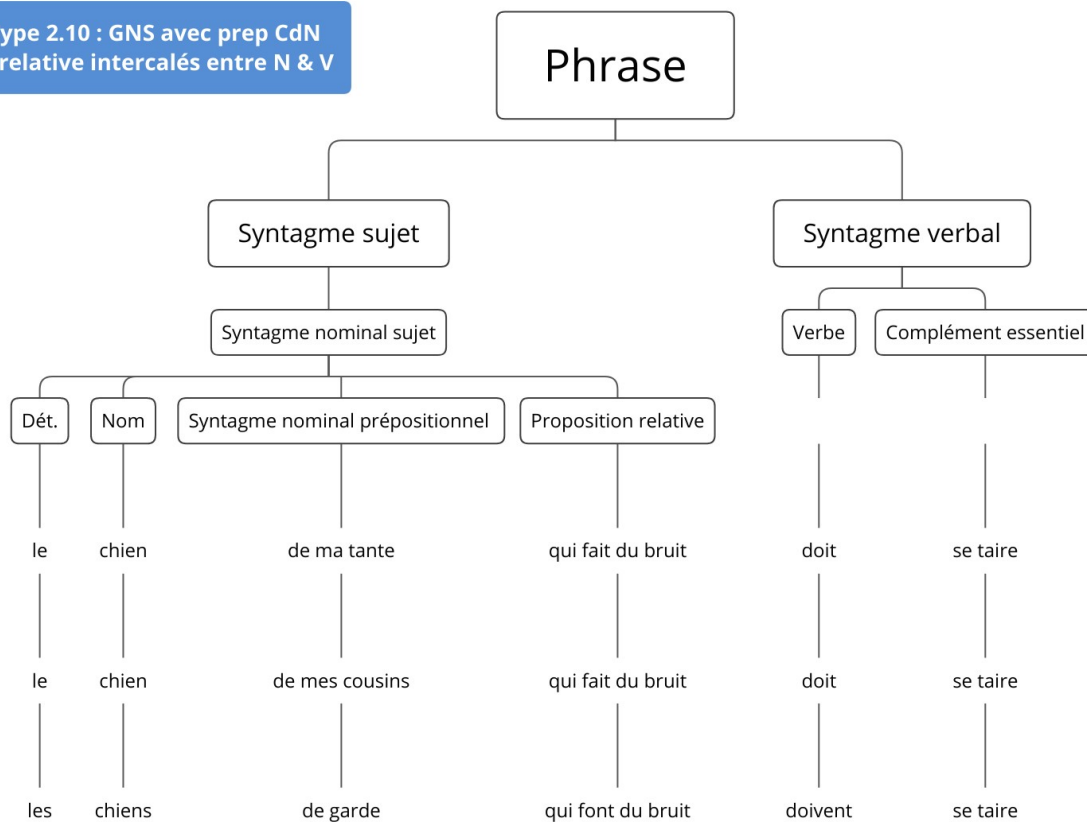 ype 2.10 : GNS avec prep CdN
relative intercalés entre N & V
Phrase
Syntagme sujet
Syntagme verbal
Syntagme nominal sujet
Verbe
Complément essentiel
Dét.
Nom
Syntagme nominal prépositionnel
Proposition relative
le chien de ma tante qui fait du bruit doit se taire
le chien de mes cousins qui fait du bruit doit se taire
les chiens de garde qui font du bruit doivent se taire